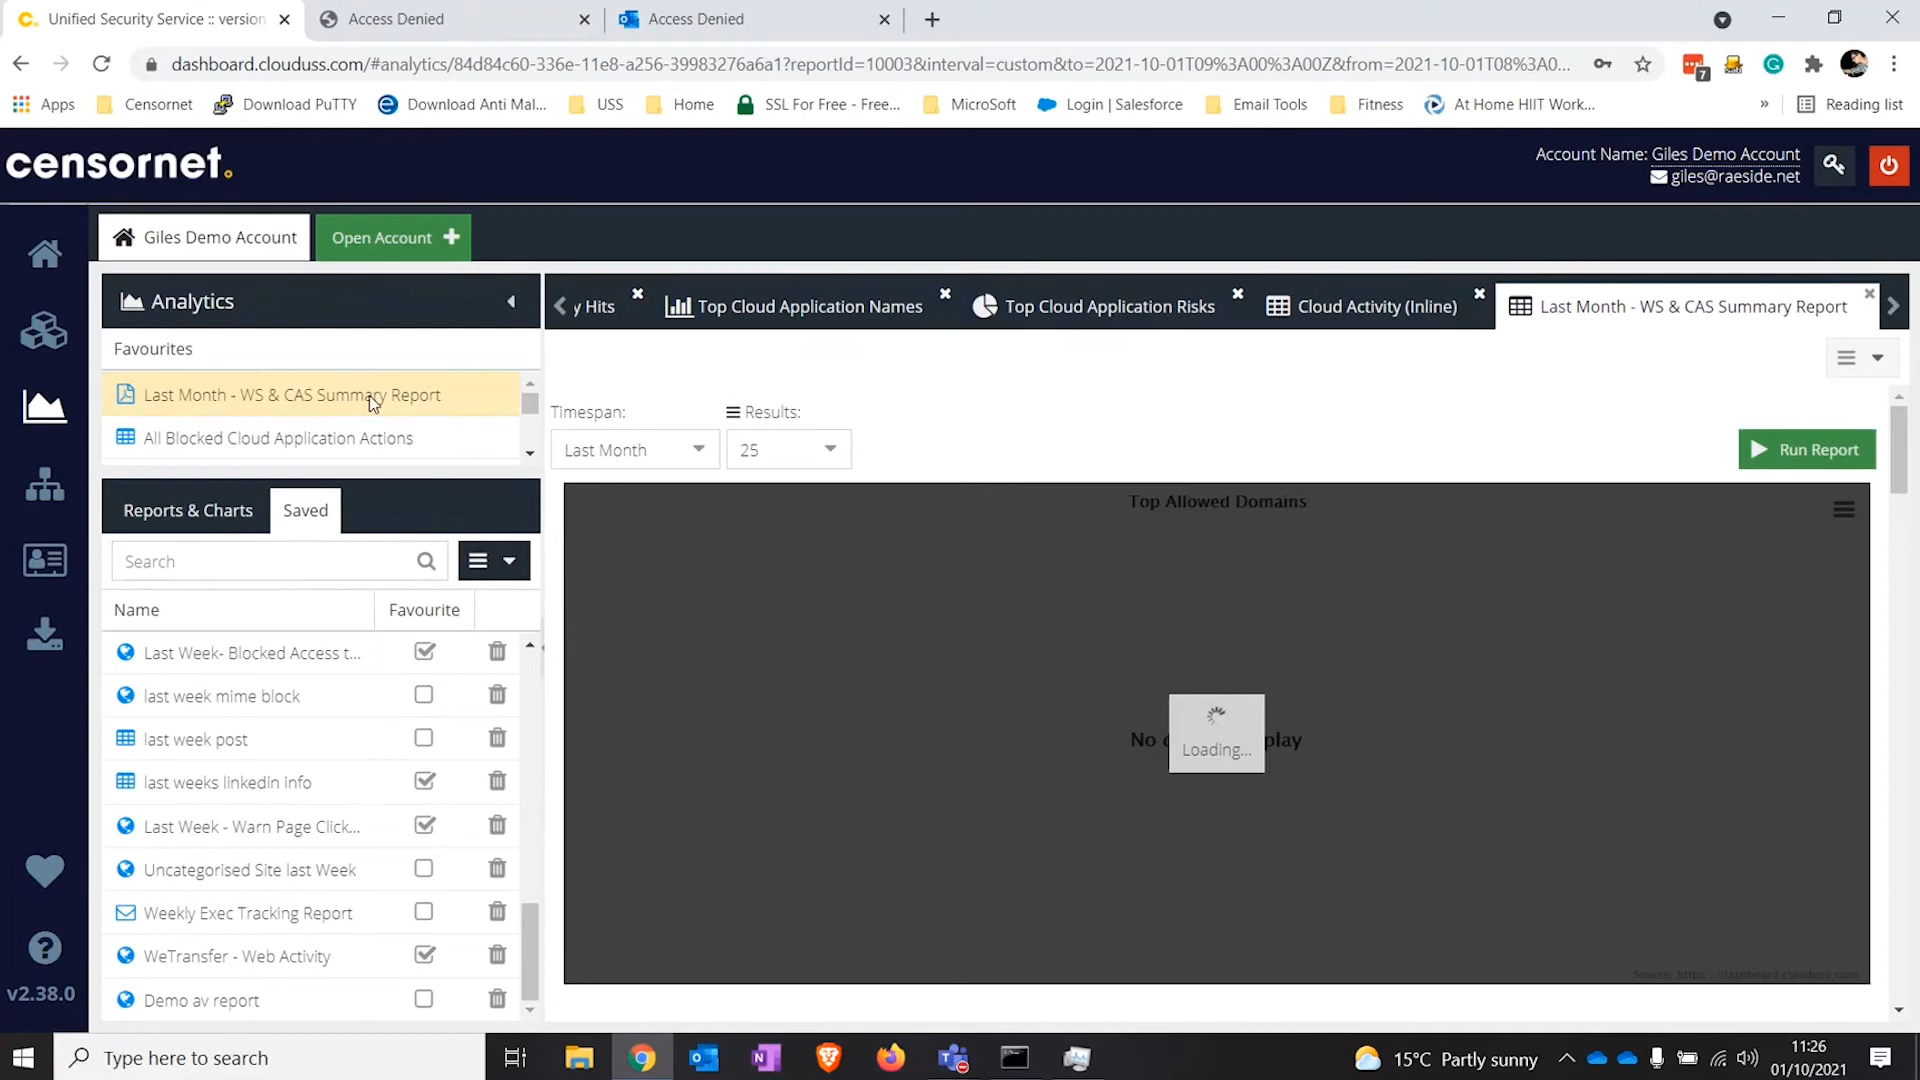 Unified Security Service :: version
Access Denied
Access Denied
dashboard.clouduss.com/#analytics/84d84c60-336e-11e8-a256-39983276a6a1?reportId=10003&interval=custom&to=2021-10-01T09%3A00%3A00Z&from=2021-10-01T08%3A0...
7
Apps
Censornet
Download PuTTY
Download Anti Mal...
USS
Home
SSL For Free - Free...
MicroSoft
Login | Salesforce
Email Tools
Fitness
At Home HIIT Work...
»
Reading list
censornet.
Account Name: Giles Demo Account
giles@raeside.net
Giles Demo Account
Open Account
Analytics
y Hits
Top Cloud Application Names
Top Cloud Application Risks
Cloud Activity (Inline)
Last Month - WS & CAS Summary Report
Favourites
Last Month - WS & CAS Summary Report
All Blocked Cloud Application Actions
Timespan:
Results:
Last Month
25
Run Report
Reports & Charts
Saved
Search
Name
Favourite
Last Week- Blocked Access t...
last week mime block
last week post
last weeks linkedin info
Last Week - Warn Page Click...
Uncategorised Site last Week
Weekly Exec Tracking Report
WeTransfer - Web Activity
Demo av report
v2.38.0
Top Allowed Domains
No d
play
Loading...
Source: https://dashboard.clouduss.com
Type here to search
15°C Partly sunny
11:26
01/10/2021